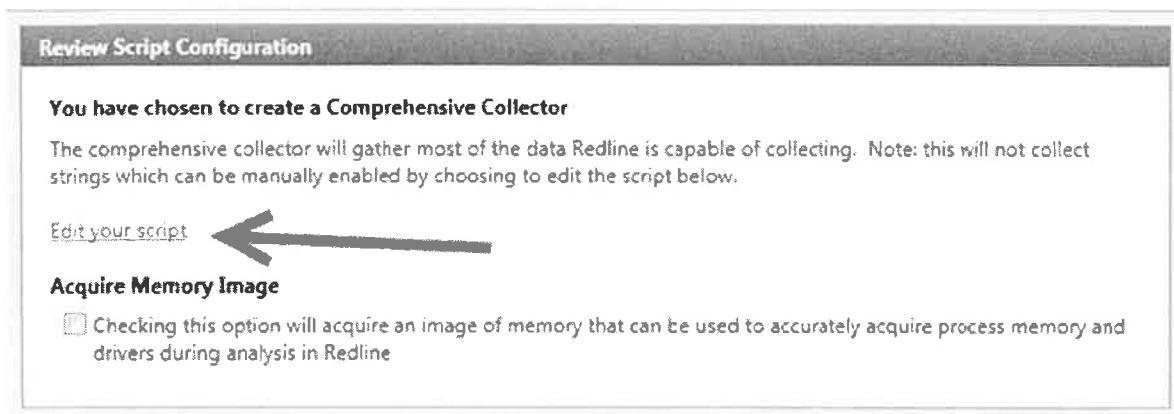 Review Script Configuration
You have chosen to create a Comprehensive Collector
The comprehensive collector will gather most of the data Redline is capable of collecting. Note: this will not collect
strings which can be manually enabled by choosing to edit the script below.
Edit your script
Acquire Memory Image
Checking this option will acquire an image of memory that can be used to accurately acquire process memory and
drivers during analysis in Redline